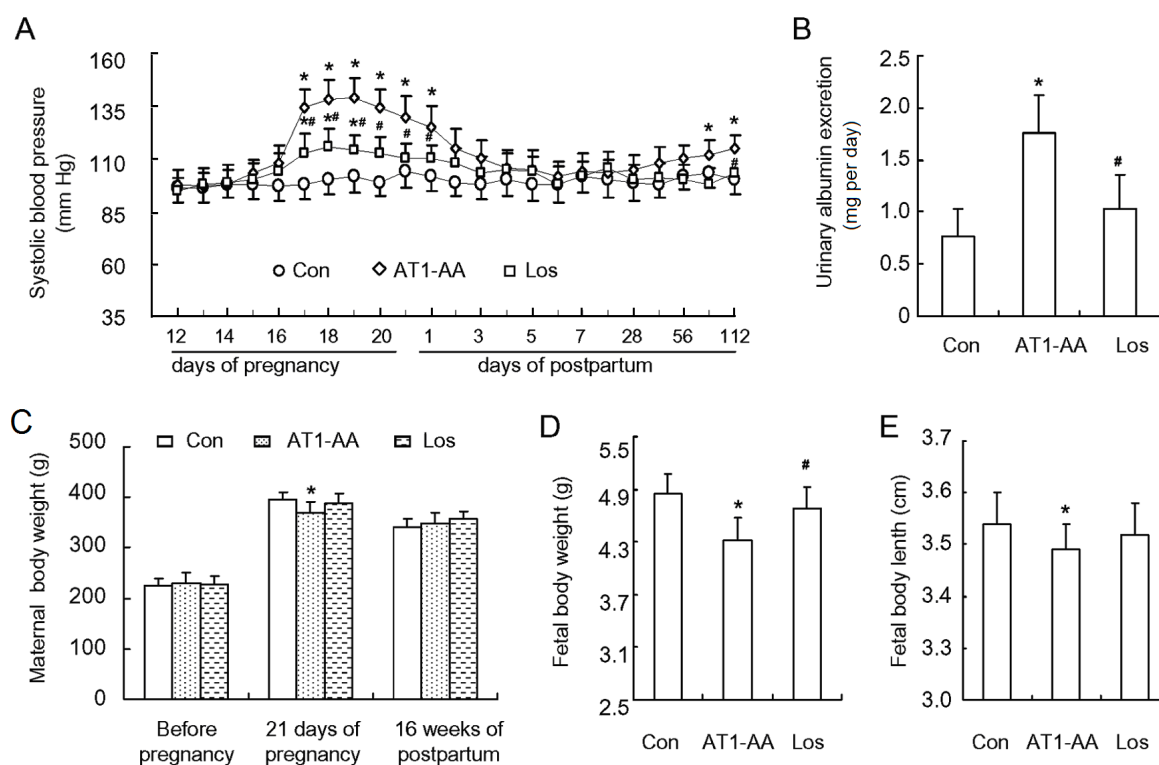 A
160
135
110
85
60
35
Systolic blood pressure
(mm Hg)
* * * * * *
*# *# *# # # #
* *
#
Con AT1-AA Los
12 14 16 18 20 1 3 5 7 28 56 112
days of pregnancy days of postpartum
B
2.5
2.0
1.5
1.0
0.5
0
Urinary albumin excretion
(mg per day)
*
#
Con AT1-AA Los
C
Con AT1-AA Los
500
400
300
200
100
0
Maternal body weight (g)
*
Before
pregnancy
21 days of
pregnancy
16 weeks of
postpartum
D
5.5
4.9
4.3
3.7
3.1
2.5
Fetal body weight (g)
*
#
Con AT1-AA Los
E
3.7
3.6
3.5
3.4
3.3
3.0
Fetal body lenth (cm)
*
Con AT1-AA Los